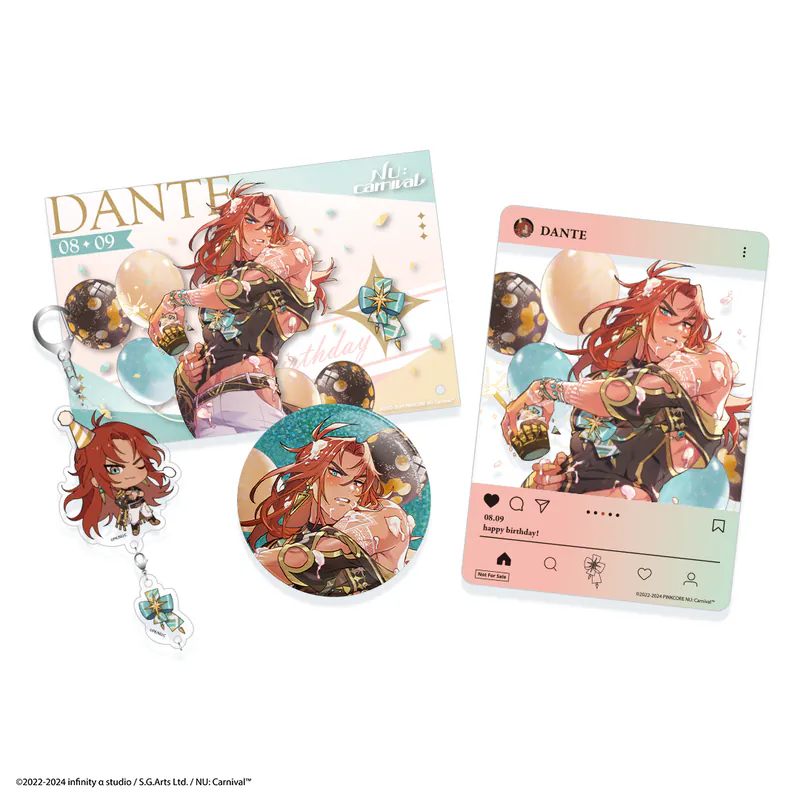 DANTE
08✦09
NU:
carnival
rthday
DANTE
08.09
happy birthday!
Not For Sale
©2022-2024 PINKCORE NU: Carnival™
©2022-2024 infinity α studio / S.G.Arts Ltd. / NU: Carnival™